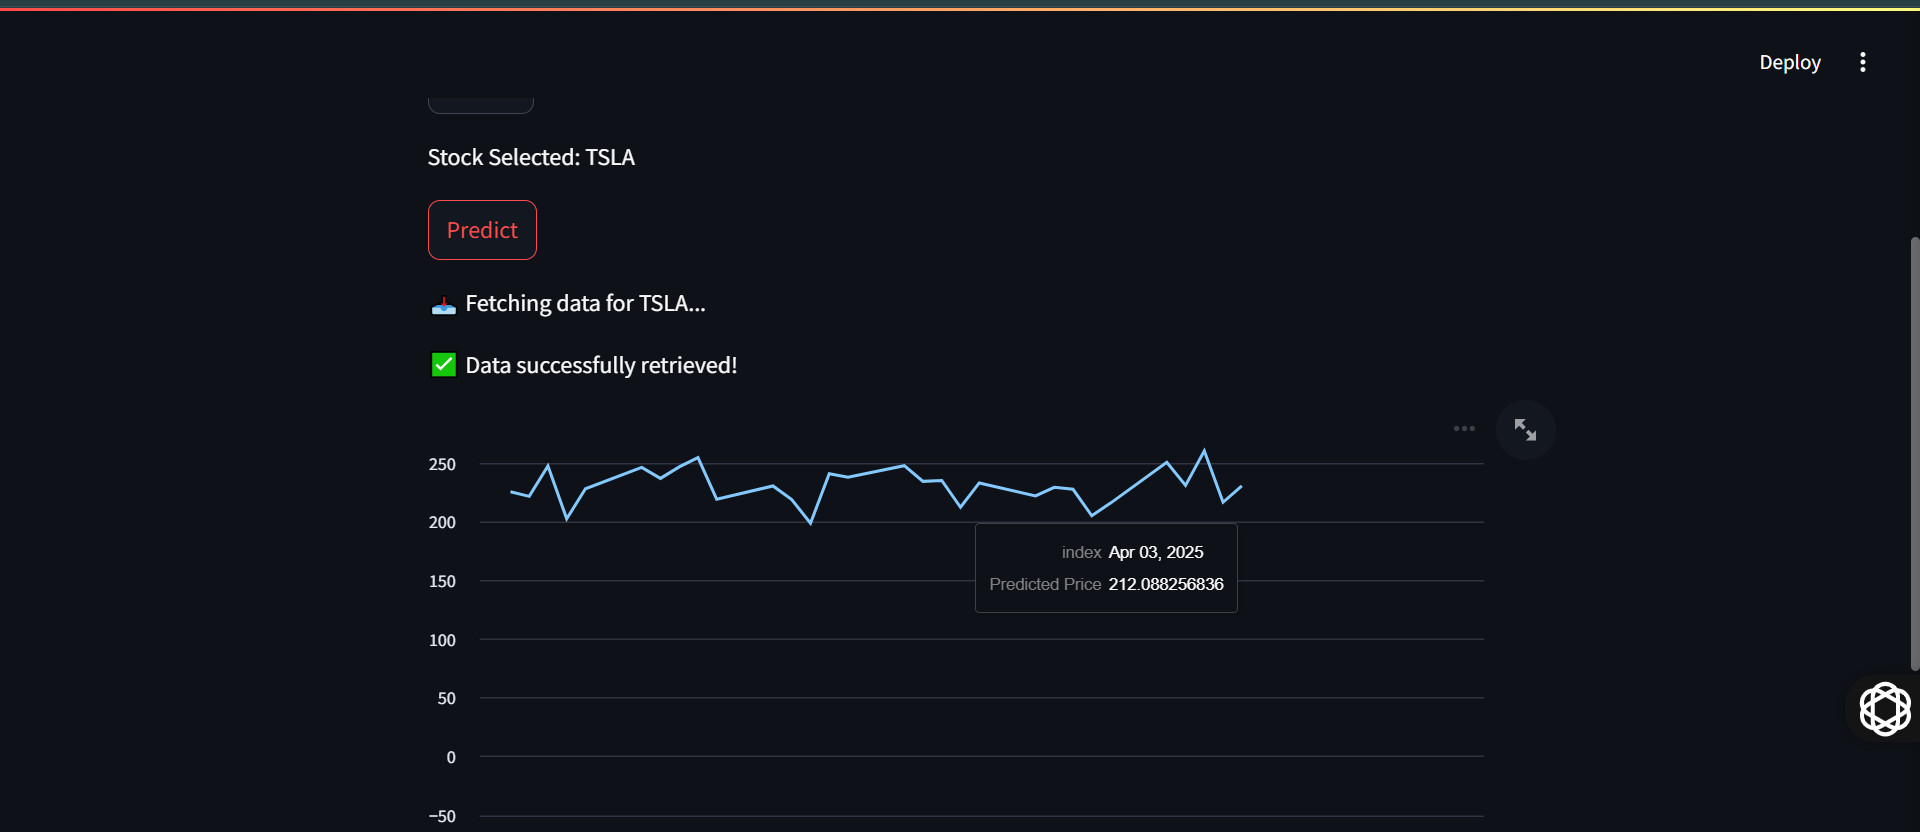 Deploy
Stock Selected: TSLA
Predict
Fetching data for TSLA...
Data successfully retrieved!
250
200
150
100
50
0
−50
index Apr 03, 2025
Predicted Price 212.088256836